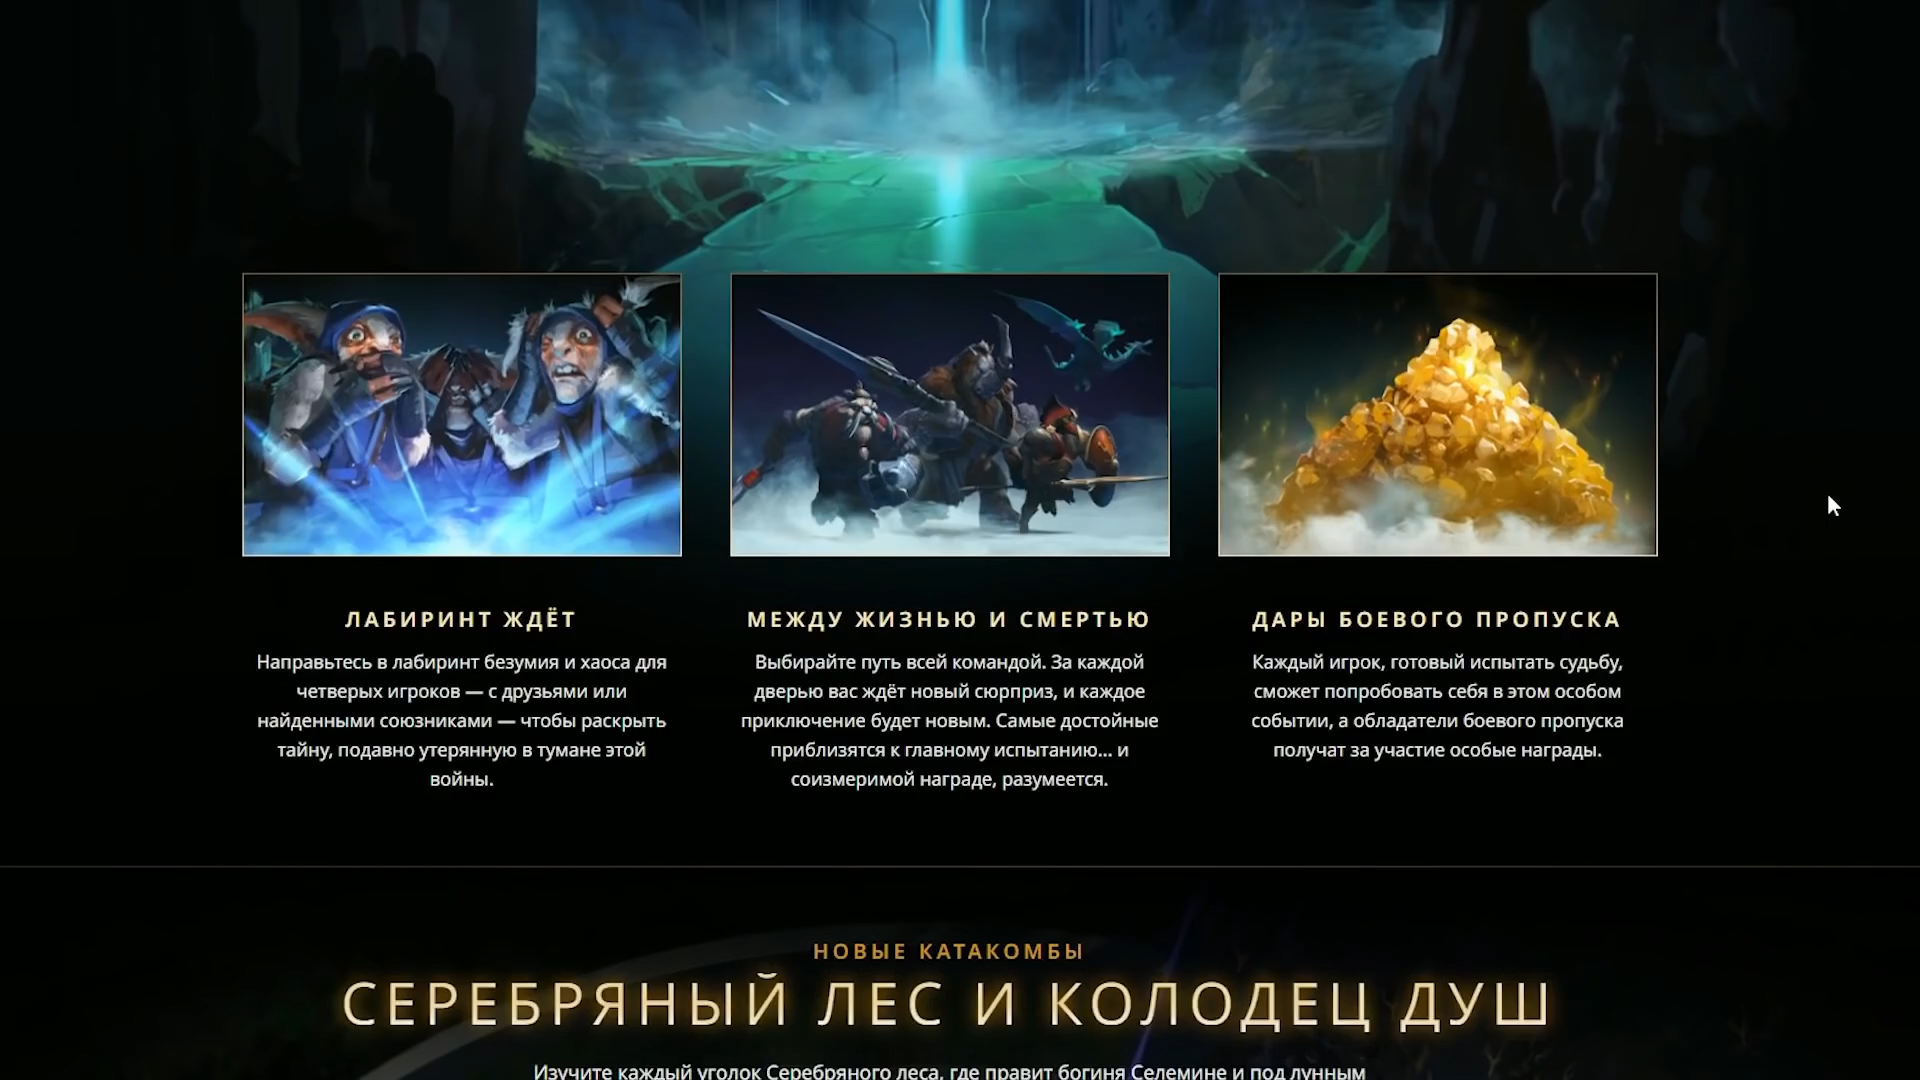 ЛАБИРИНТ ЖДЁТ
Направьтесь в лабиринт безумия и хаоса для
четверых игроков — с друзьями или
найденными союзниками — чтобы раскрыть
тайну, подавно утерянную в тумане этой
войны.
МЕЖДУ ЖИЗНЬЮ И СМЕРТЬЮ
Выбирайте путь всей командой. За каждой
дверью вас ждёт новый сюрприз, и каждое
приключение будет новым. Самые достойные
приблизятся к главному испытанию... и
соизмеримой награде, разумеется.
ДАРЫ БОЕВОГО ПРОПУСКА
Каждый игрок, готовый испытать судьбу,
сможет попробовать себя в этом особом
событии, а обладатели боевого пропуска
получат за участие особые награды.
НОВЫЕ КАТАКОМБЫ
СЕРЕБРЯНЫЙ ЛЕС И КОЛОДЕЦ ДУШ
Изучите каждый уголок Серебряного леса, где правит богиня Селемине и под лунным